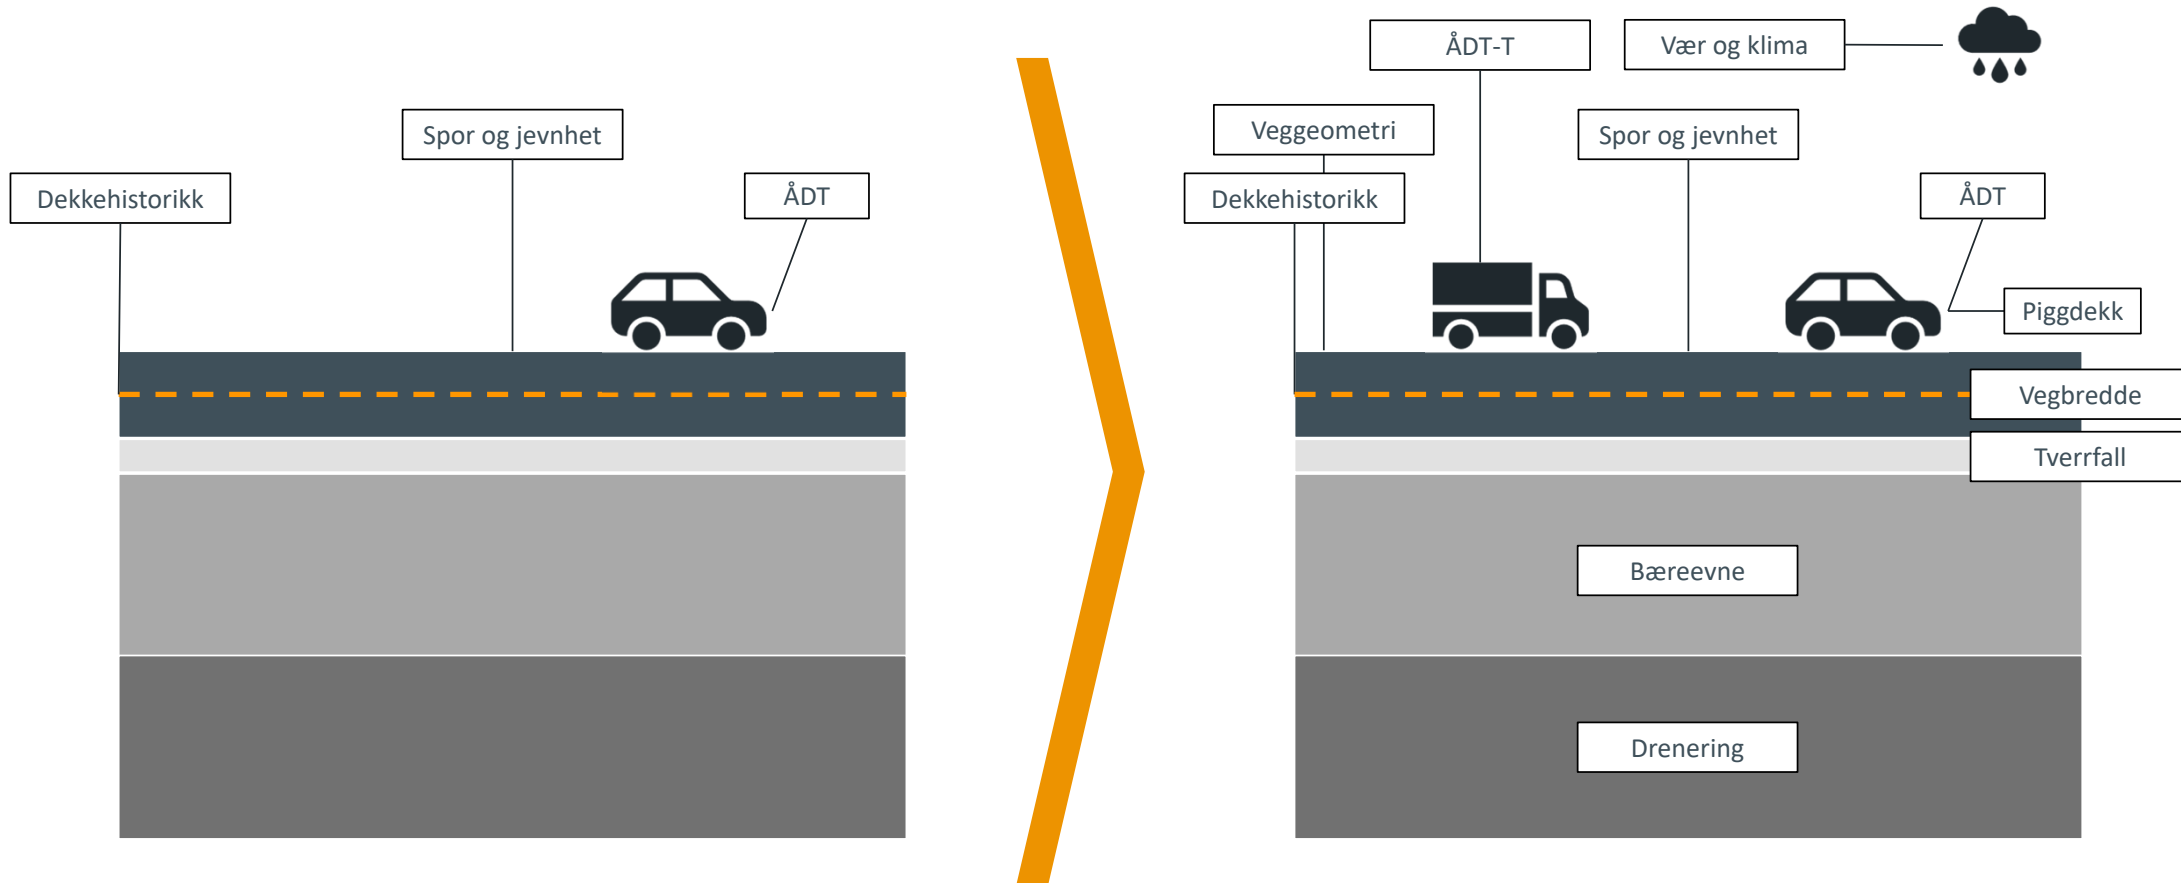 Dekkehistorikk
Spor og jevnhet
ÅDT
ÅDT-T
Vær og klima
Veggeometri
Spor og jevnhet
Dekkehistorikk
ÅDT
Piggdekk
Vegbredde
Tverrfall
Bæreevne
Drenering